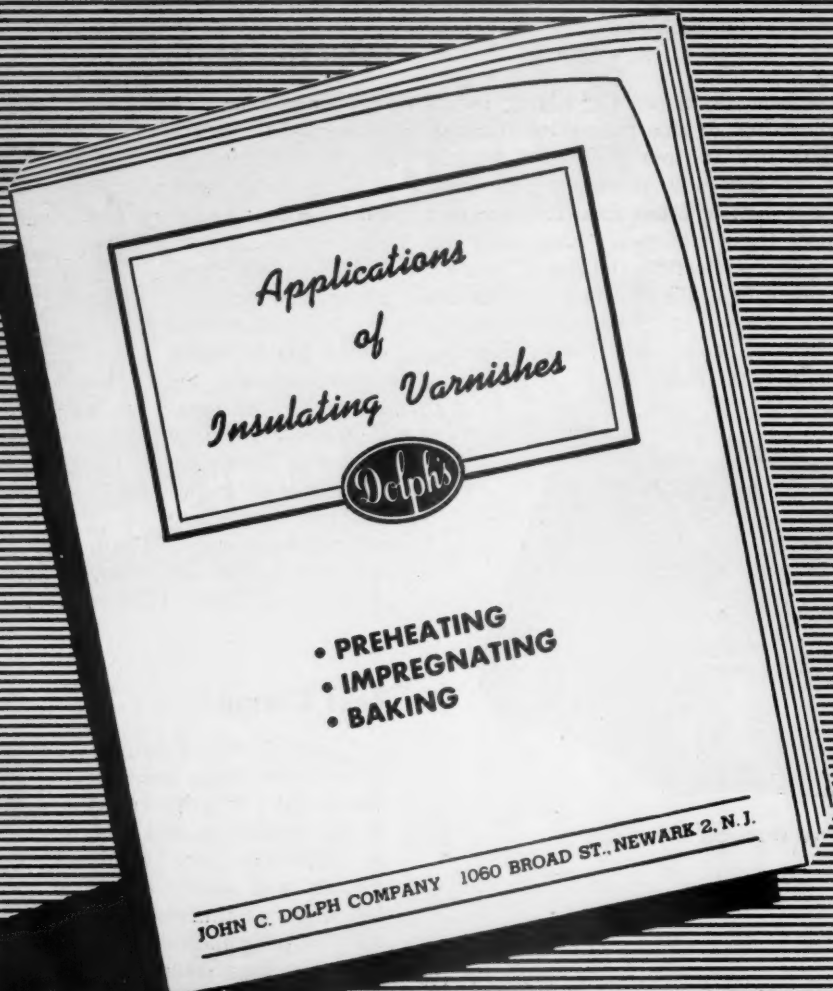 Applications
of
Insulating Varnishes
Dolph's
• PREHEATING
• IMPREGNATING
• BAKING
JOHN C. DOLPH COMPANY 1060 BROAD ST., NEWARK 2, N. J.